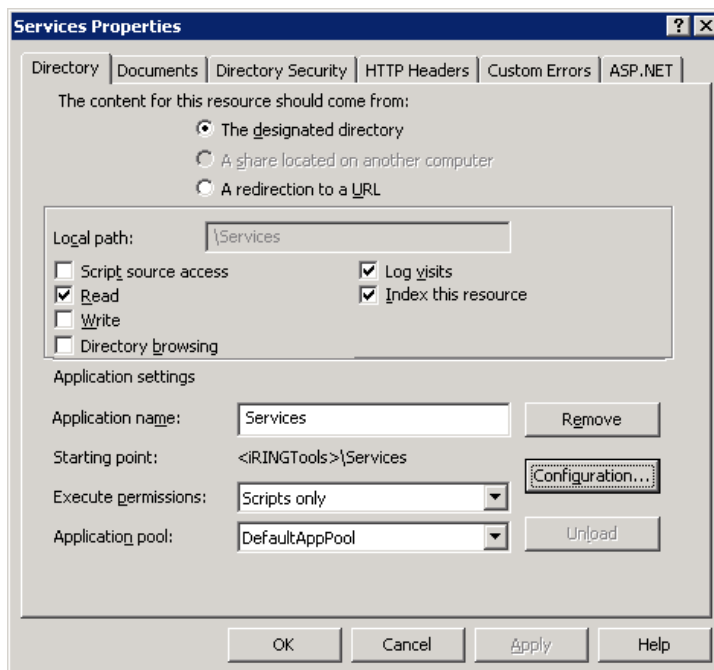 Services Properties
Directory Documents Directory Security HTTP Headers Custom Errors ASP.NET
The content for this resource should come from:
The designated directory
A share located on another computer
A redirection to a URL
Local path: \Services
Script source access Log visits
Read Index this resource
Write
Directory browsing
Application settings
Application name: Services Remove
Starting point: <iRINGTools>\Services
Configuration...
Execute permissions: Scripts only
Application pool: DefaultAppPool Unload
OK Cancel Apply Help